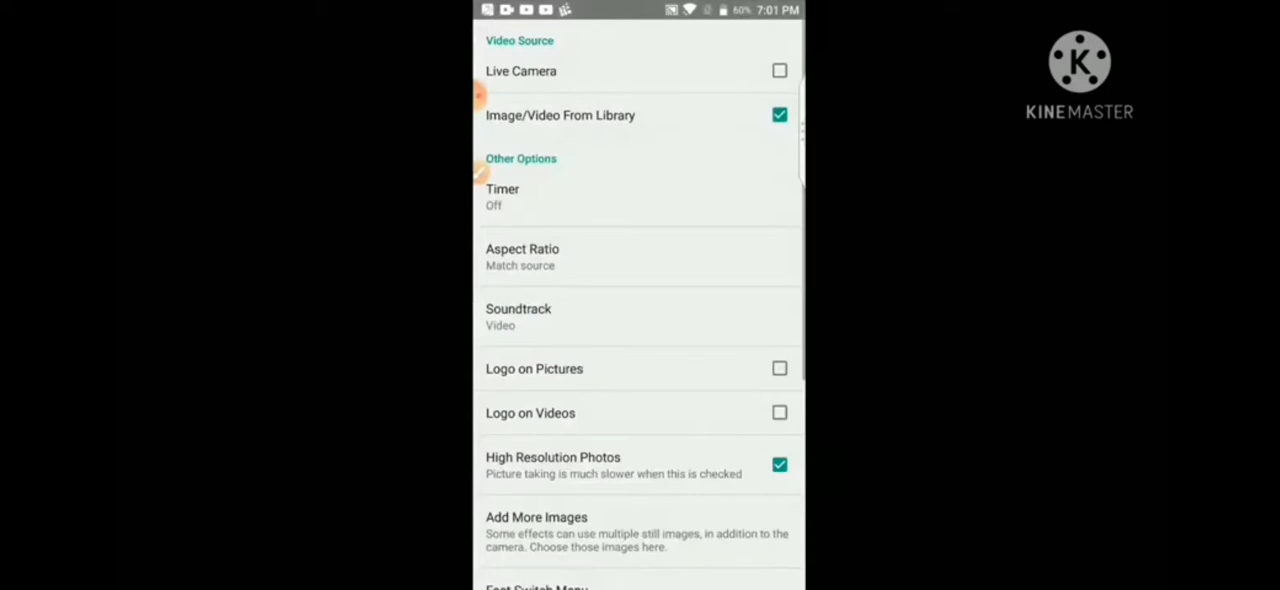 60% 7:01 PM
Video Source
Live Camera
Image/Video From Library
Other Options
Timer
Off
Aspect Ratio
Match source
Soundtrack
Video
Logo on Pictures
Logo on Videos
High Resolution Photos
Picture taking is much slower when this is checked
Add More Images
Some effects can use multiple still images, in addition to the
camera. Choose those images here.
K
KINEMASTER